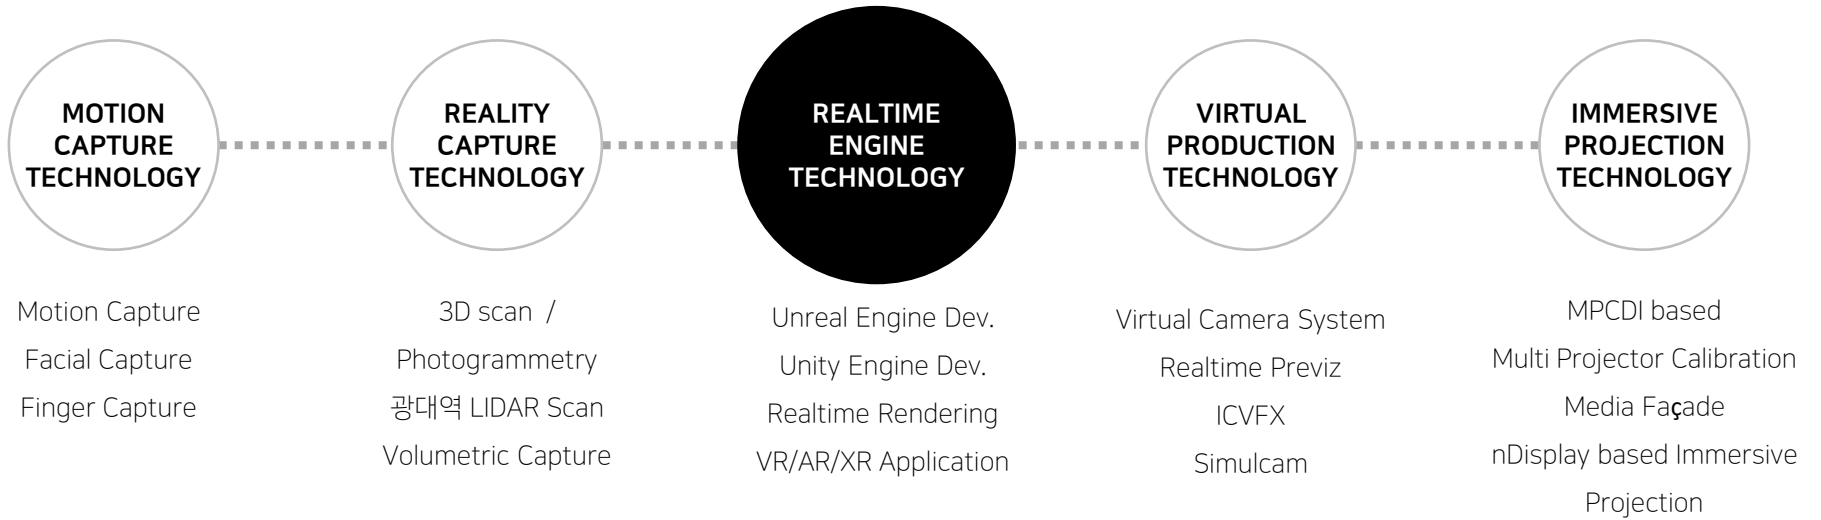 MOTION
CAPTURE
TECHNOLOGY
REALITY
CAPTURE
TECHNOLOGY
REALTIME
ENGINE
TECHNOLOGY
VIRTUAL
PRODUCTION
TECHNOLOGY
IMMERSIVE
PROJECTION
TECHNOLOGY
Motion Capture
Facial Capture
Finger Capture
3D scan /
Photogrammetry
광대역 LIDAR Scan
Volumetric Capture
Unreal Engine Dev.
Unity Engine Dev.
Realtime Rendering
VR/AR/XR Application
Virtual Camera System
Realtime Previz
ICVFX
Simulcam
MPCDI based
Multi Projector Calibration
Media Façade
nDisplay based Immersive
Projection